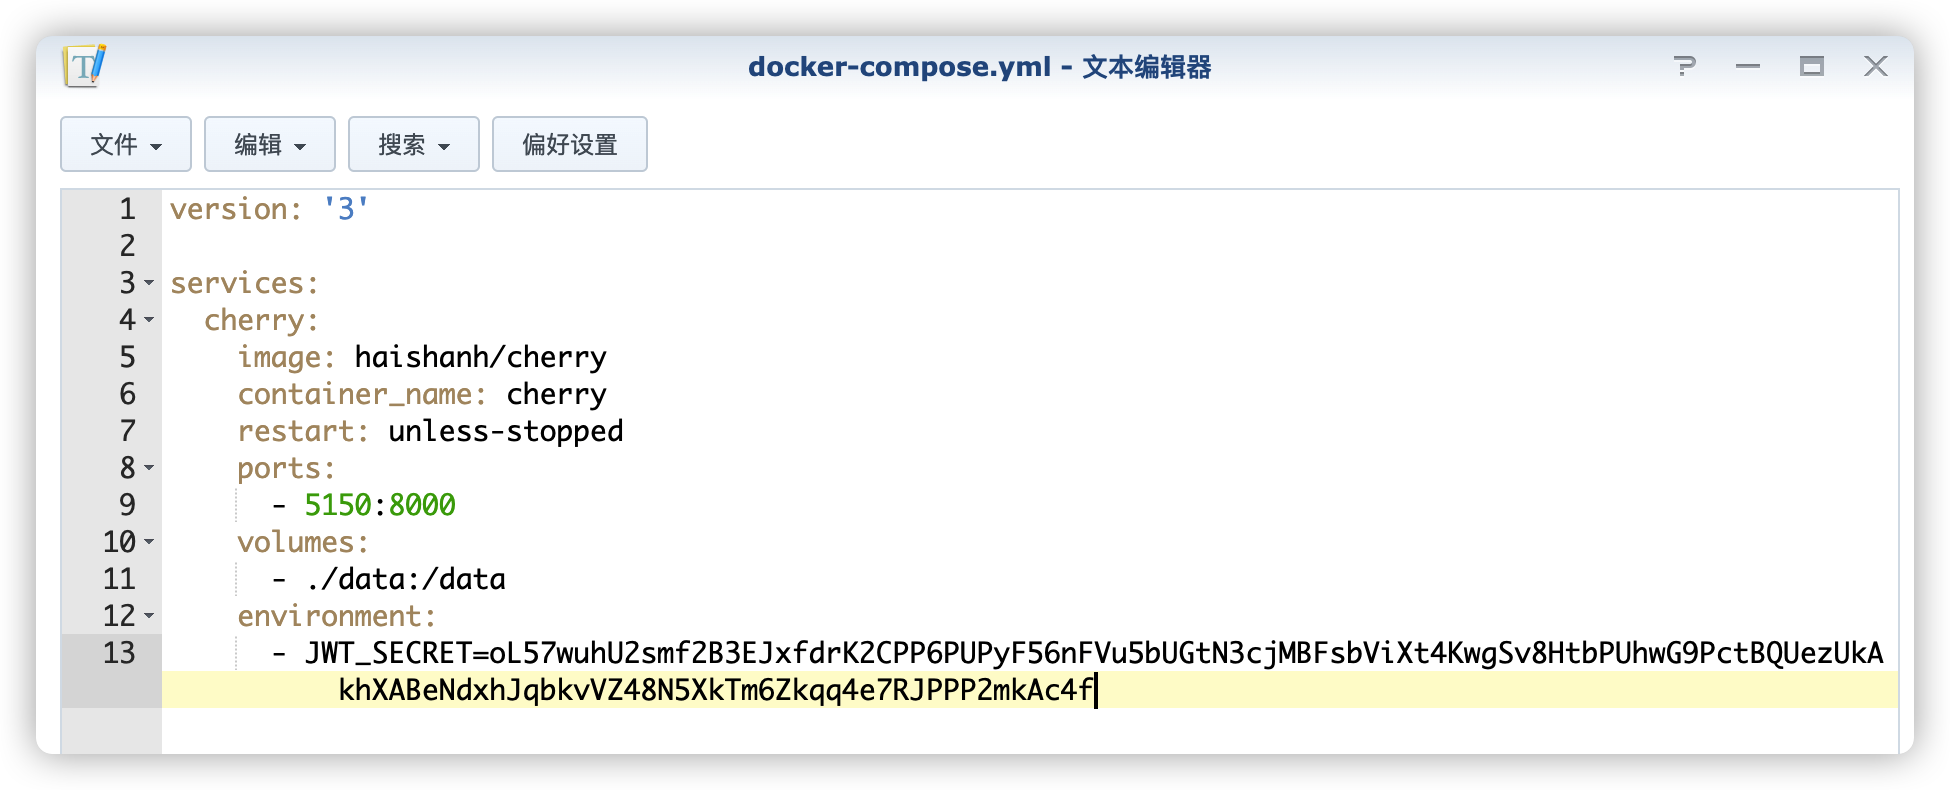 docker-compose.yml - 文本编辑器
文件 编辑 搜索 偏好设置
1 version: '3'
2
3 services:
4   cherry:
5     image: haishanh/cherry
6     container_name: cherry
7     restart: unless-stopped
8     ports:
9       - 5150:8000
10     volumes:
11       - ./data:/data
12     environment:
13       - JWT_SECRET=oL57wuhU2smf2B3EJxfdrK2CPP6PUPyF56nFVu5bUGtN3cjMBFsbViXt4KwgSv8HtbPUhwG9PctBQUezUkA
khXABeNdxhJqbkvVZ48N5XkTm6Zkqq4e7RJPPP2mkAc4f